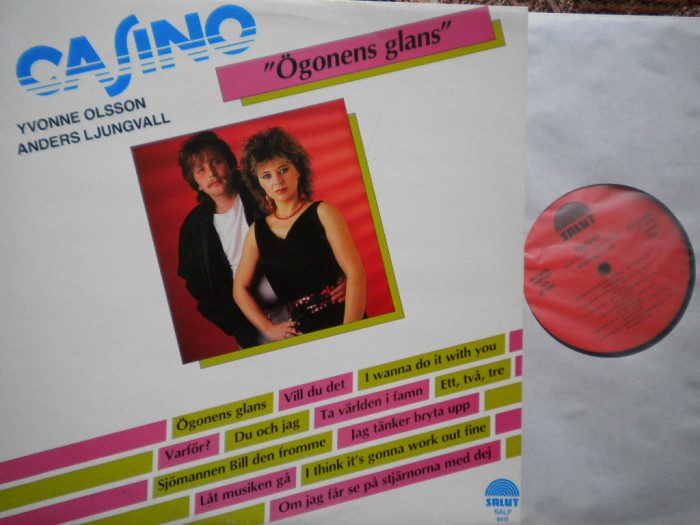 CASINO
"Ögonens glans"
YVONNE OLSSON
ANDERS LJUNGVALL
Ögonens glans
Vill du det
I wanna do it with you
Varför?
Du och jag
Ta världen i famn
Ett, två, tre
Sjömannen Bill den fromme
Jag tänker bryta upp
Låt musiken gå
I think it's gonna work out fine
Om jag får se på stjärnorna med dej
SALUT
SALP
SALUT